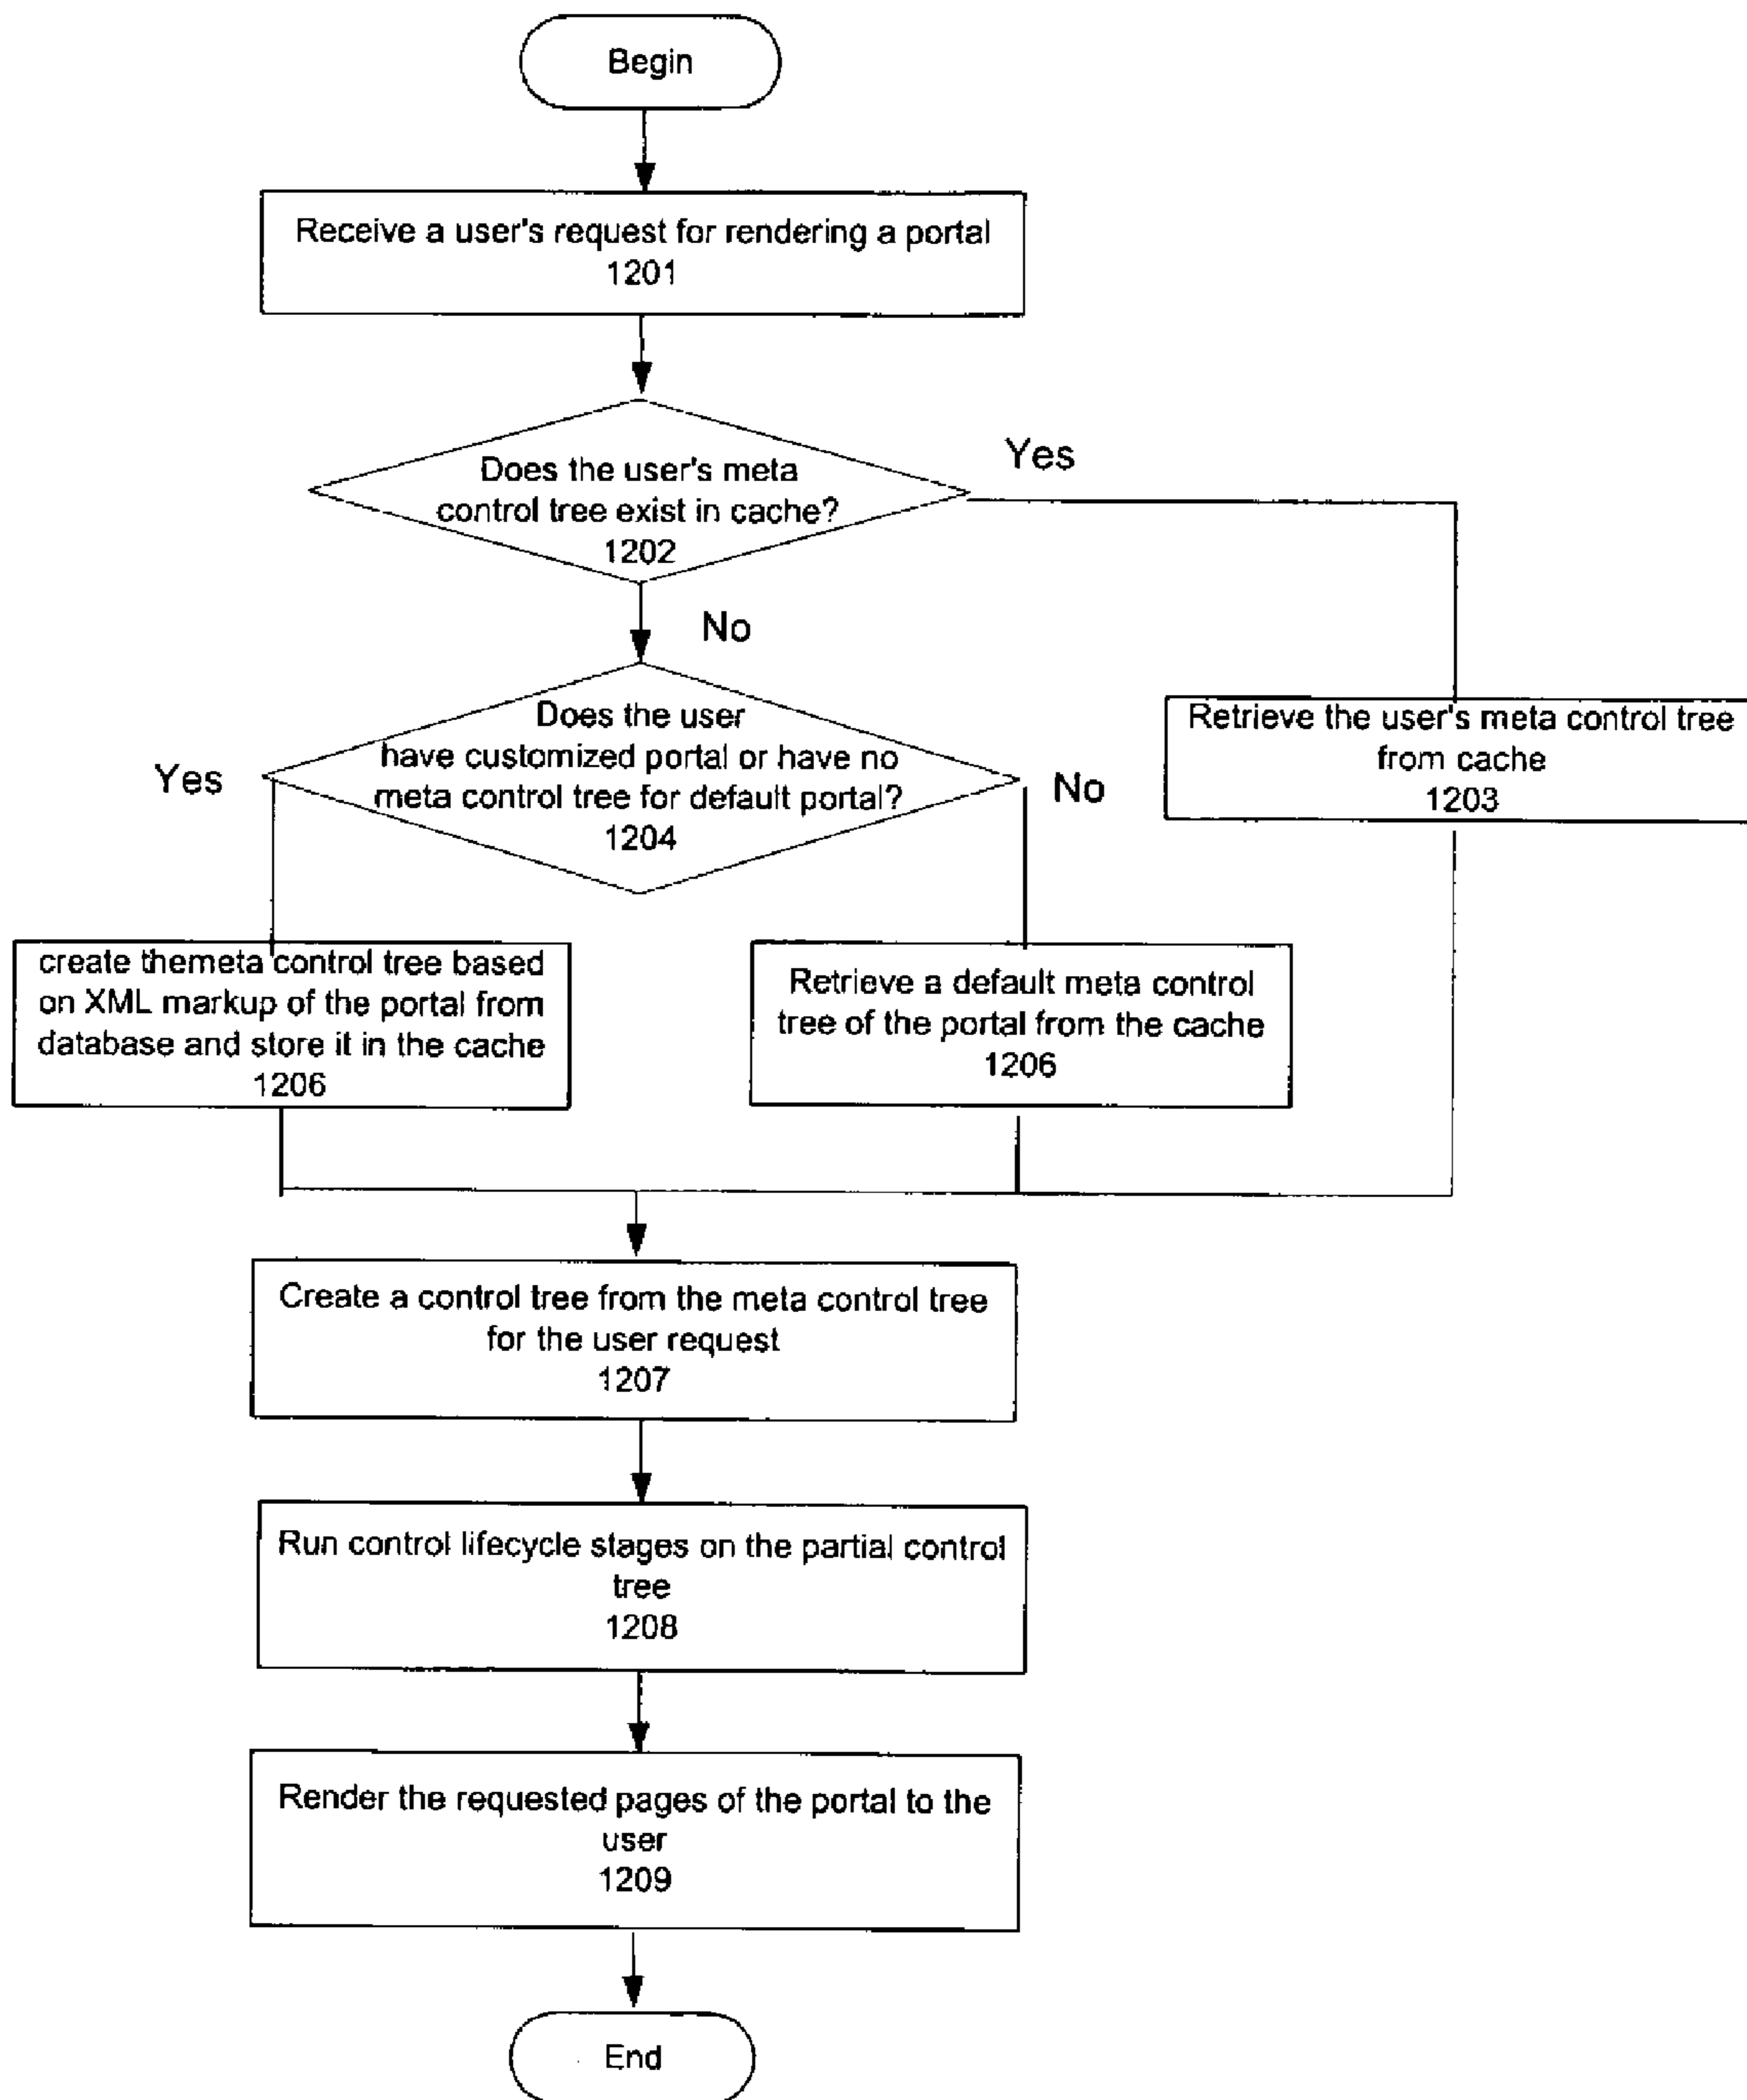 Begin
Receive a user's request for rendering a portal
1201
Does the user's meta
control tree exist in cache?
1202
Yes
No
Does the user
have customized portal or have no
meta control tree for default portal?
1204
Yes
No
Retrieve the user's meta control tree
from cache
1203
create themeta control tree based
on XML markup of the portal from
database and store it in the cache
1206
Retrieve a default meta control
tree of the portal from the cache
1206
Create a control tree from the meta control tree
for the user request
1207
Run control lifecycle stages on the partial control
tree
1208
Render the requested pages of the portal to the
user
1209
End